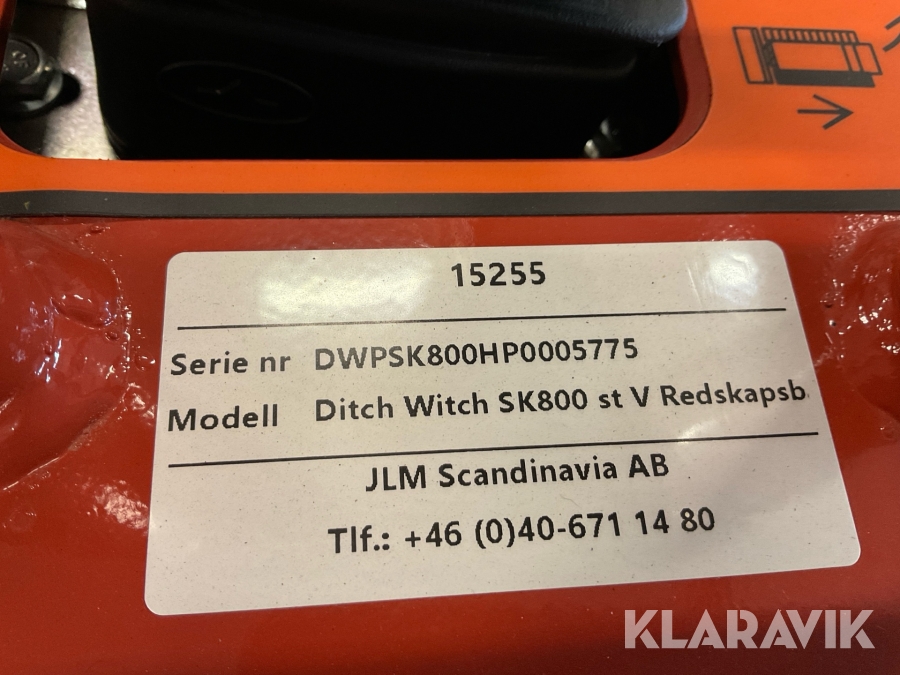 15255
Serie nr DWPSK800HP0005775
Modell Ditch Witch SK800 st V Redskapsb
JLM Scandinavia AB
Tlf.: +46 (0)40-671 14 80
KLARAVIK